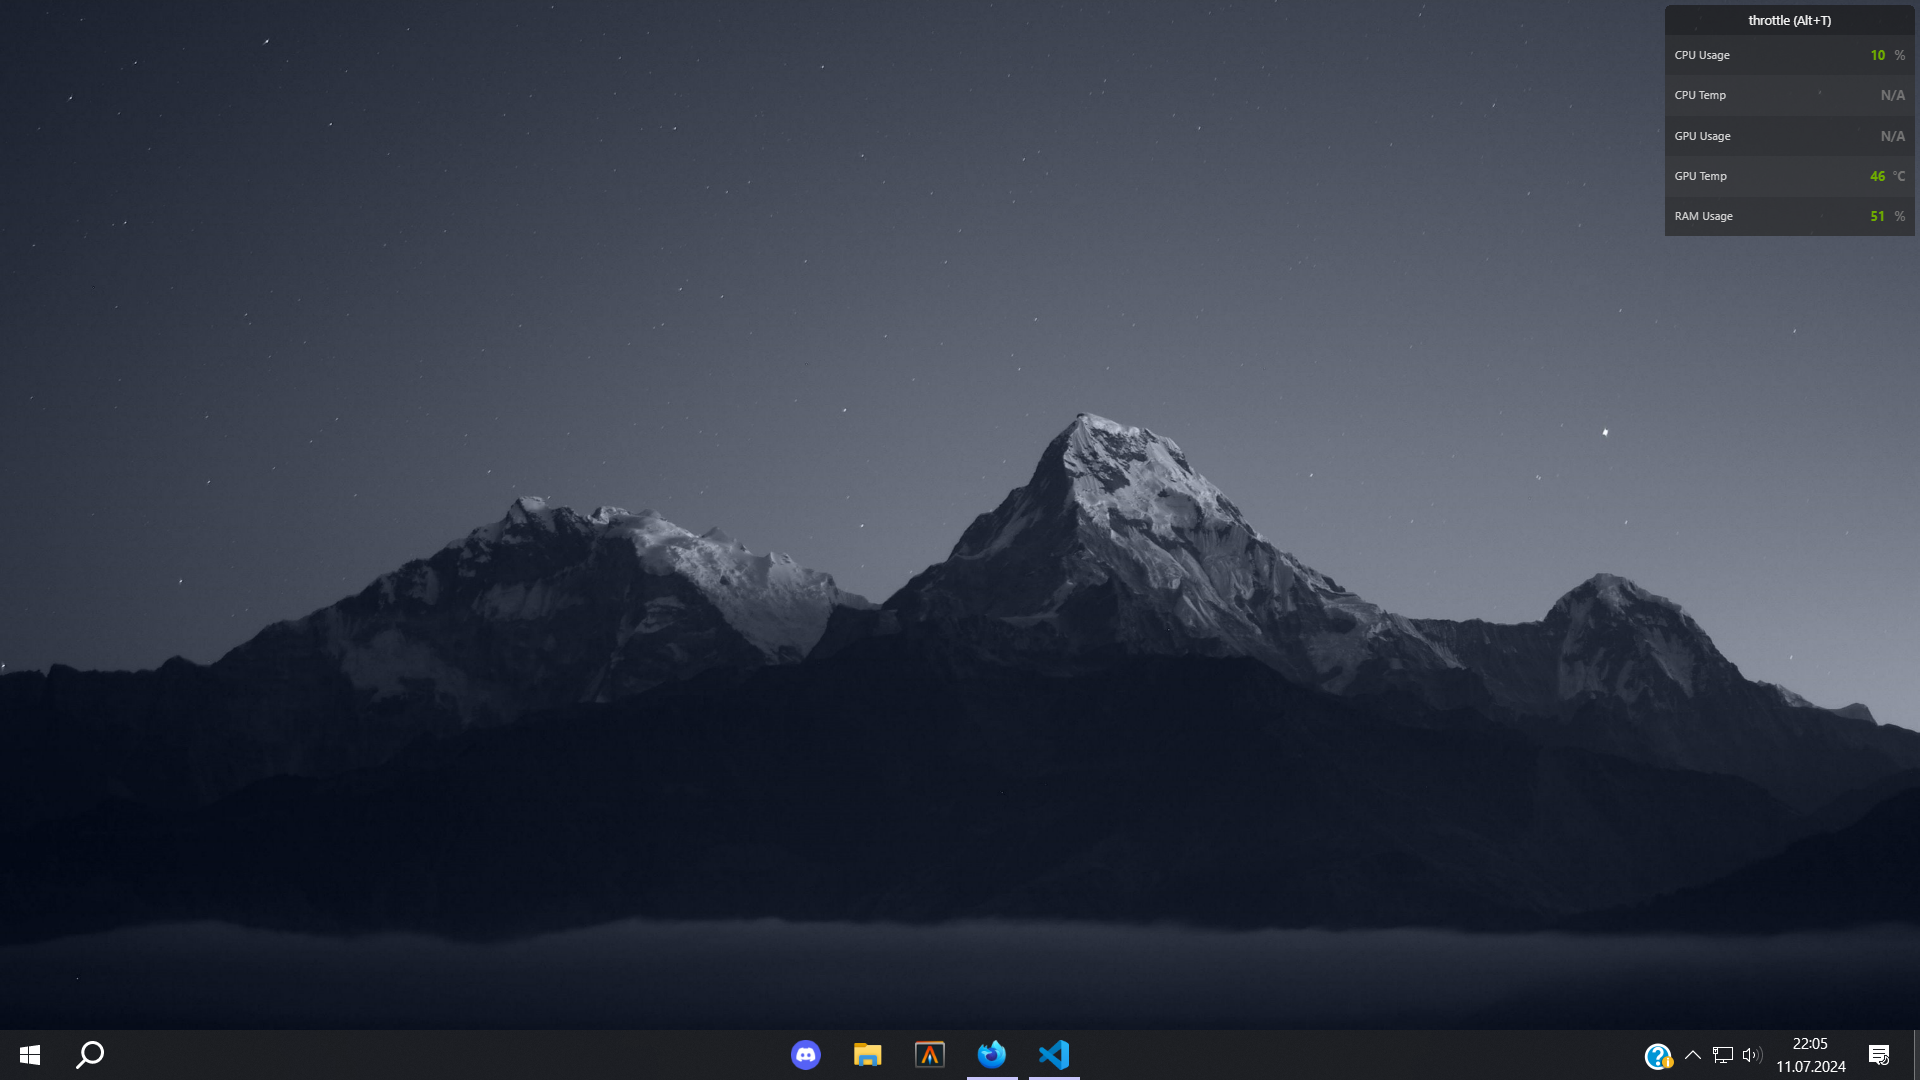 throttle (Alt+T)
CPU Usage 10 %
CPU Temp N/A
GPU Usage N/A
GPU Temp 46 °C
RAM Usage 51 %
22:05
11.07.2024